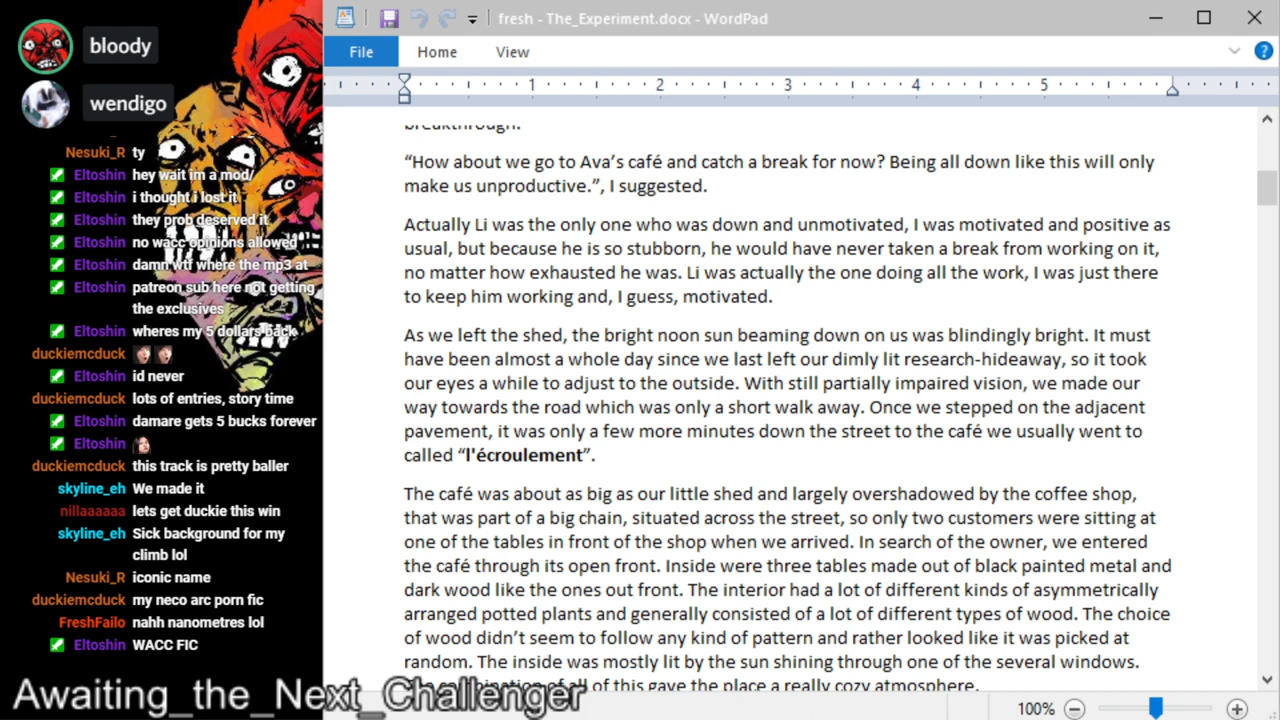 bloody
wendigo
Nesuki_R ty
Eltoshin hey wait im a mod/
Eltoshin i thought i lost it
Eltoshin they prob deserved it
Eltoshin no wacc opinions allowed
Eltoshin damn wtf where the mp3 at
Eltoshin patreon sub here not getting
the exclusives
Eltoshin wheres my 5 dollars back
duckiemcduck
Eltoshin id never
duckiemcduck lots of entries, story time
Eltoshin damare gets 5 bucks forever
Eltoshin
duckiemcduck this track is pretty baller
skyline_eh We made it
nillaaaaaa lets get duckie this win
skyline_eh Sick background for my
climb lol
Nesuki_R iconic name
duckiemcduck my neco arc porn fic
FreshFailo nahh nanometres lol
Eltoshin WACC FIC
Awaiting_the_Next_Challenger
fresh - The_Experiment.docx - WordPad
File Home View
1 2 3 4 5
breakthrough.
“How about we go to Ava’s café and catch a break for now? Being all down like this will only
make us unproductive.”, I suggested.
Actually Li was the only one who was down and unmotivated, I was motivated and positive as
usual, but because he is so stubborn, he would have never taken a break from working on it,
no matter how exhausted he was. Li was actually the one doing all the work, I was just there
to keep him working and, I guess, motivated.
As we left the shed, the bright noon sun beaming down on us was blindingly bright. It must
have been almost a whole day since we last left our dimly lit research-hideaway, so it took
our eyes a while to adjust to the outside. With still partially impaired vision, we made our
way towards the road which was only a short walk away. Once we stepped on the adjacent
pavement, it was only a few more minutes down the street to the café we usually went to
called “l'écroulement”.
The café was about as big as our little shed and largely overshadowed by the coffee shop,
that was part of a big chain, situated across the street, so only two customers were sitting at
one of the tables in front of the shop when we arrived. In search of the owner, we entered
the café through its open front. Inside were three tables made out of black painted metal and
dark wood like the ones out front. The interior had a lot of different kinds of asymmetrically
arranged potted plants and generally consisted of a lot of different types of wood. The choice
of wood didn’t seem to follow any kind of pattern and rather looked like it was picked at
random. The inside was mostly lit by the sun shining through one of the several windows.
The combination of all of this gave the place a really cozy atmosphere.
100%